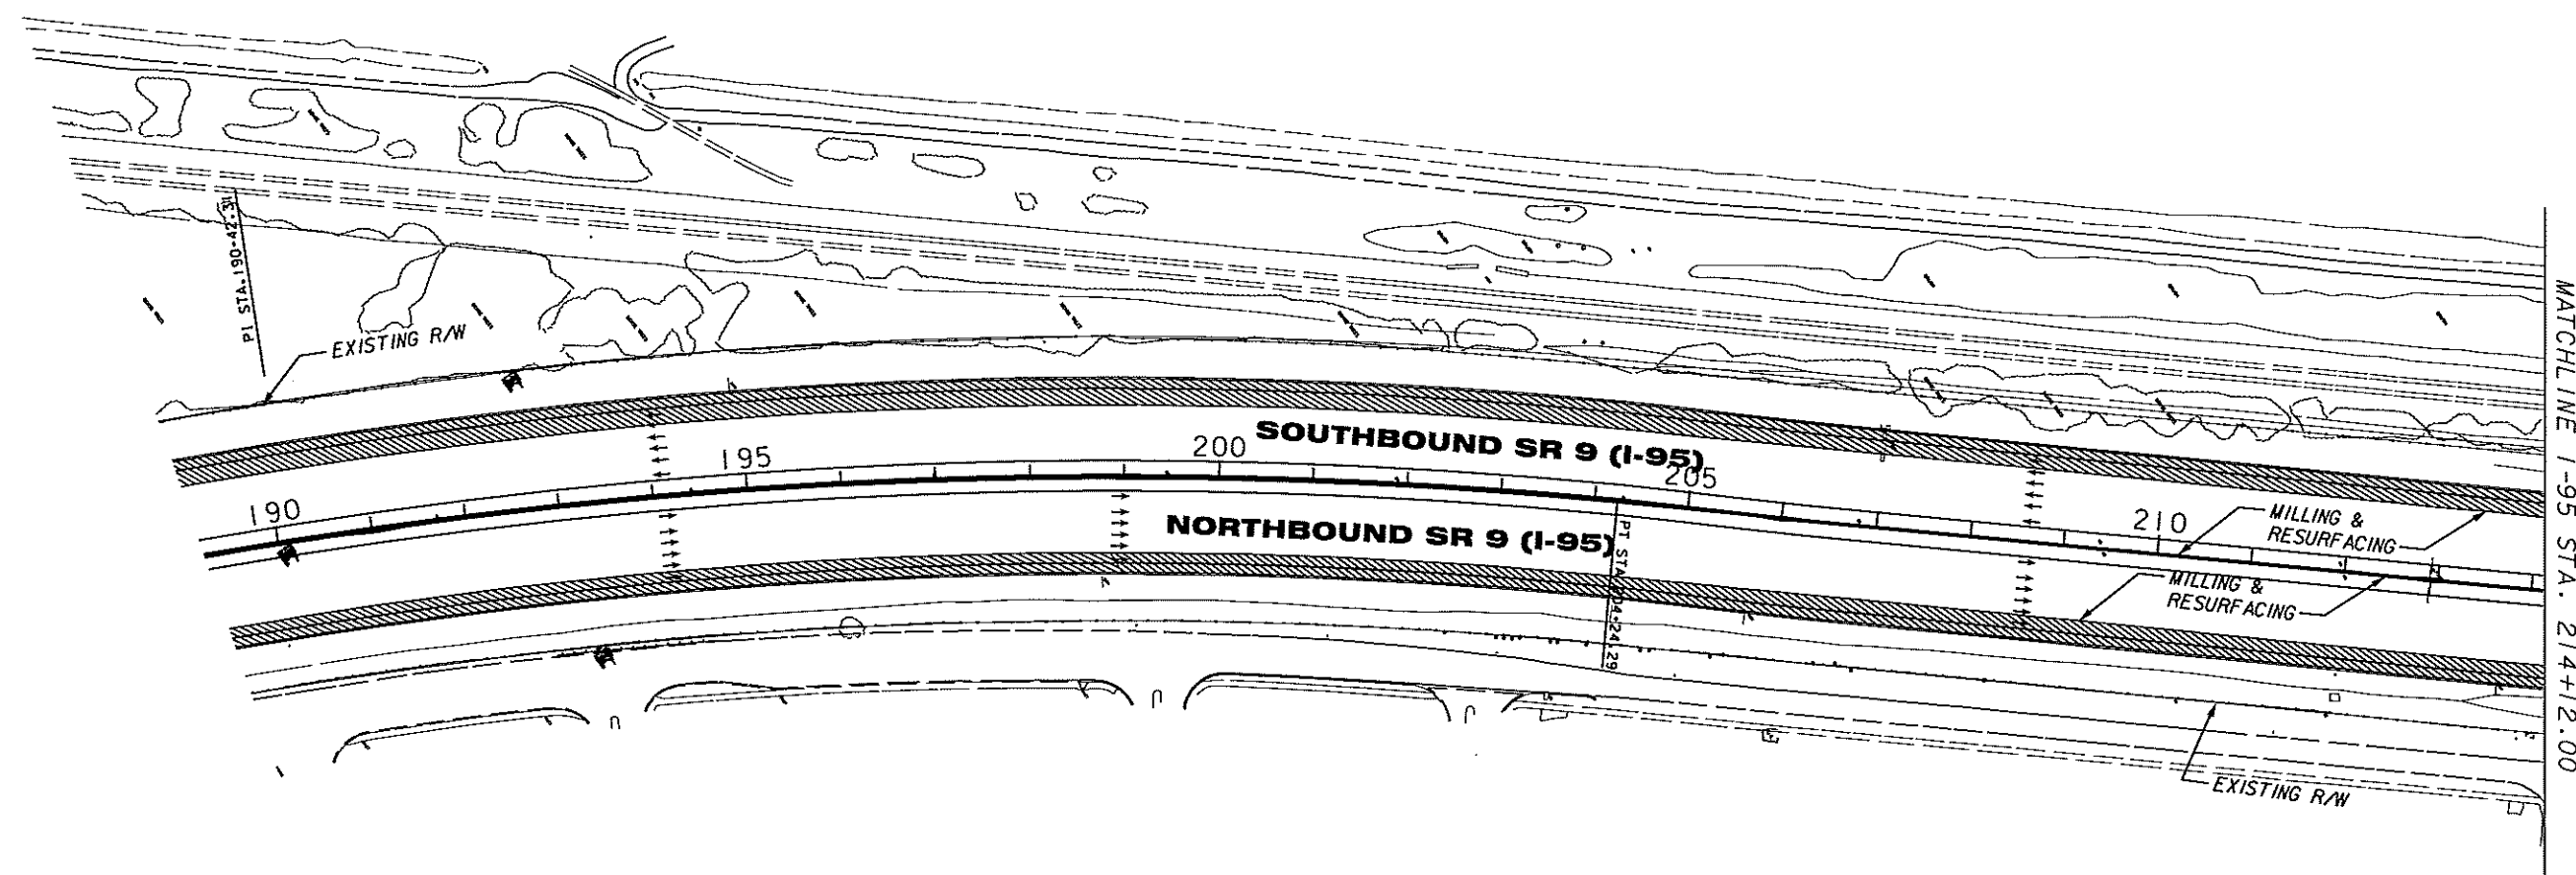 PI STA. 190+42.31
EXISTING R/W
SOUTHBOUND SR 9 (I-95)
190
195
200
205
210
NORTHBOUND SR 9 (I-95)
PT STA. 204+24.29
MILLING &
RESURFACING
MILLING &
RESURFACING
EXISTING R/W
MATCHLINE I-95 STA. 214+12.00